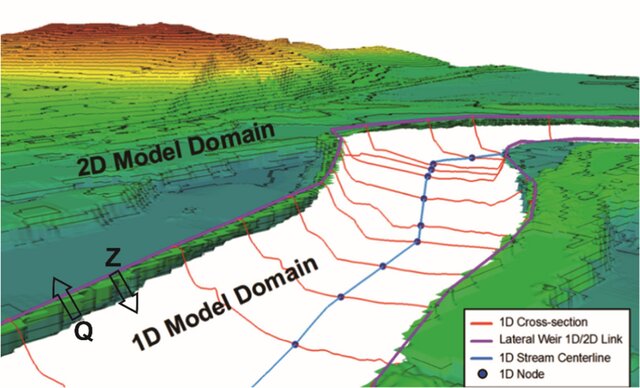 2D Model Domain
Z
Q
1D Model Domain
1D Cross-section
Lateral Weir 1D/2D Link
1D Stream Centerline
1D Node